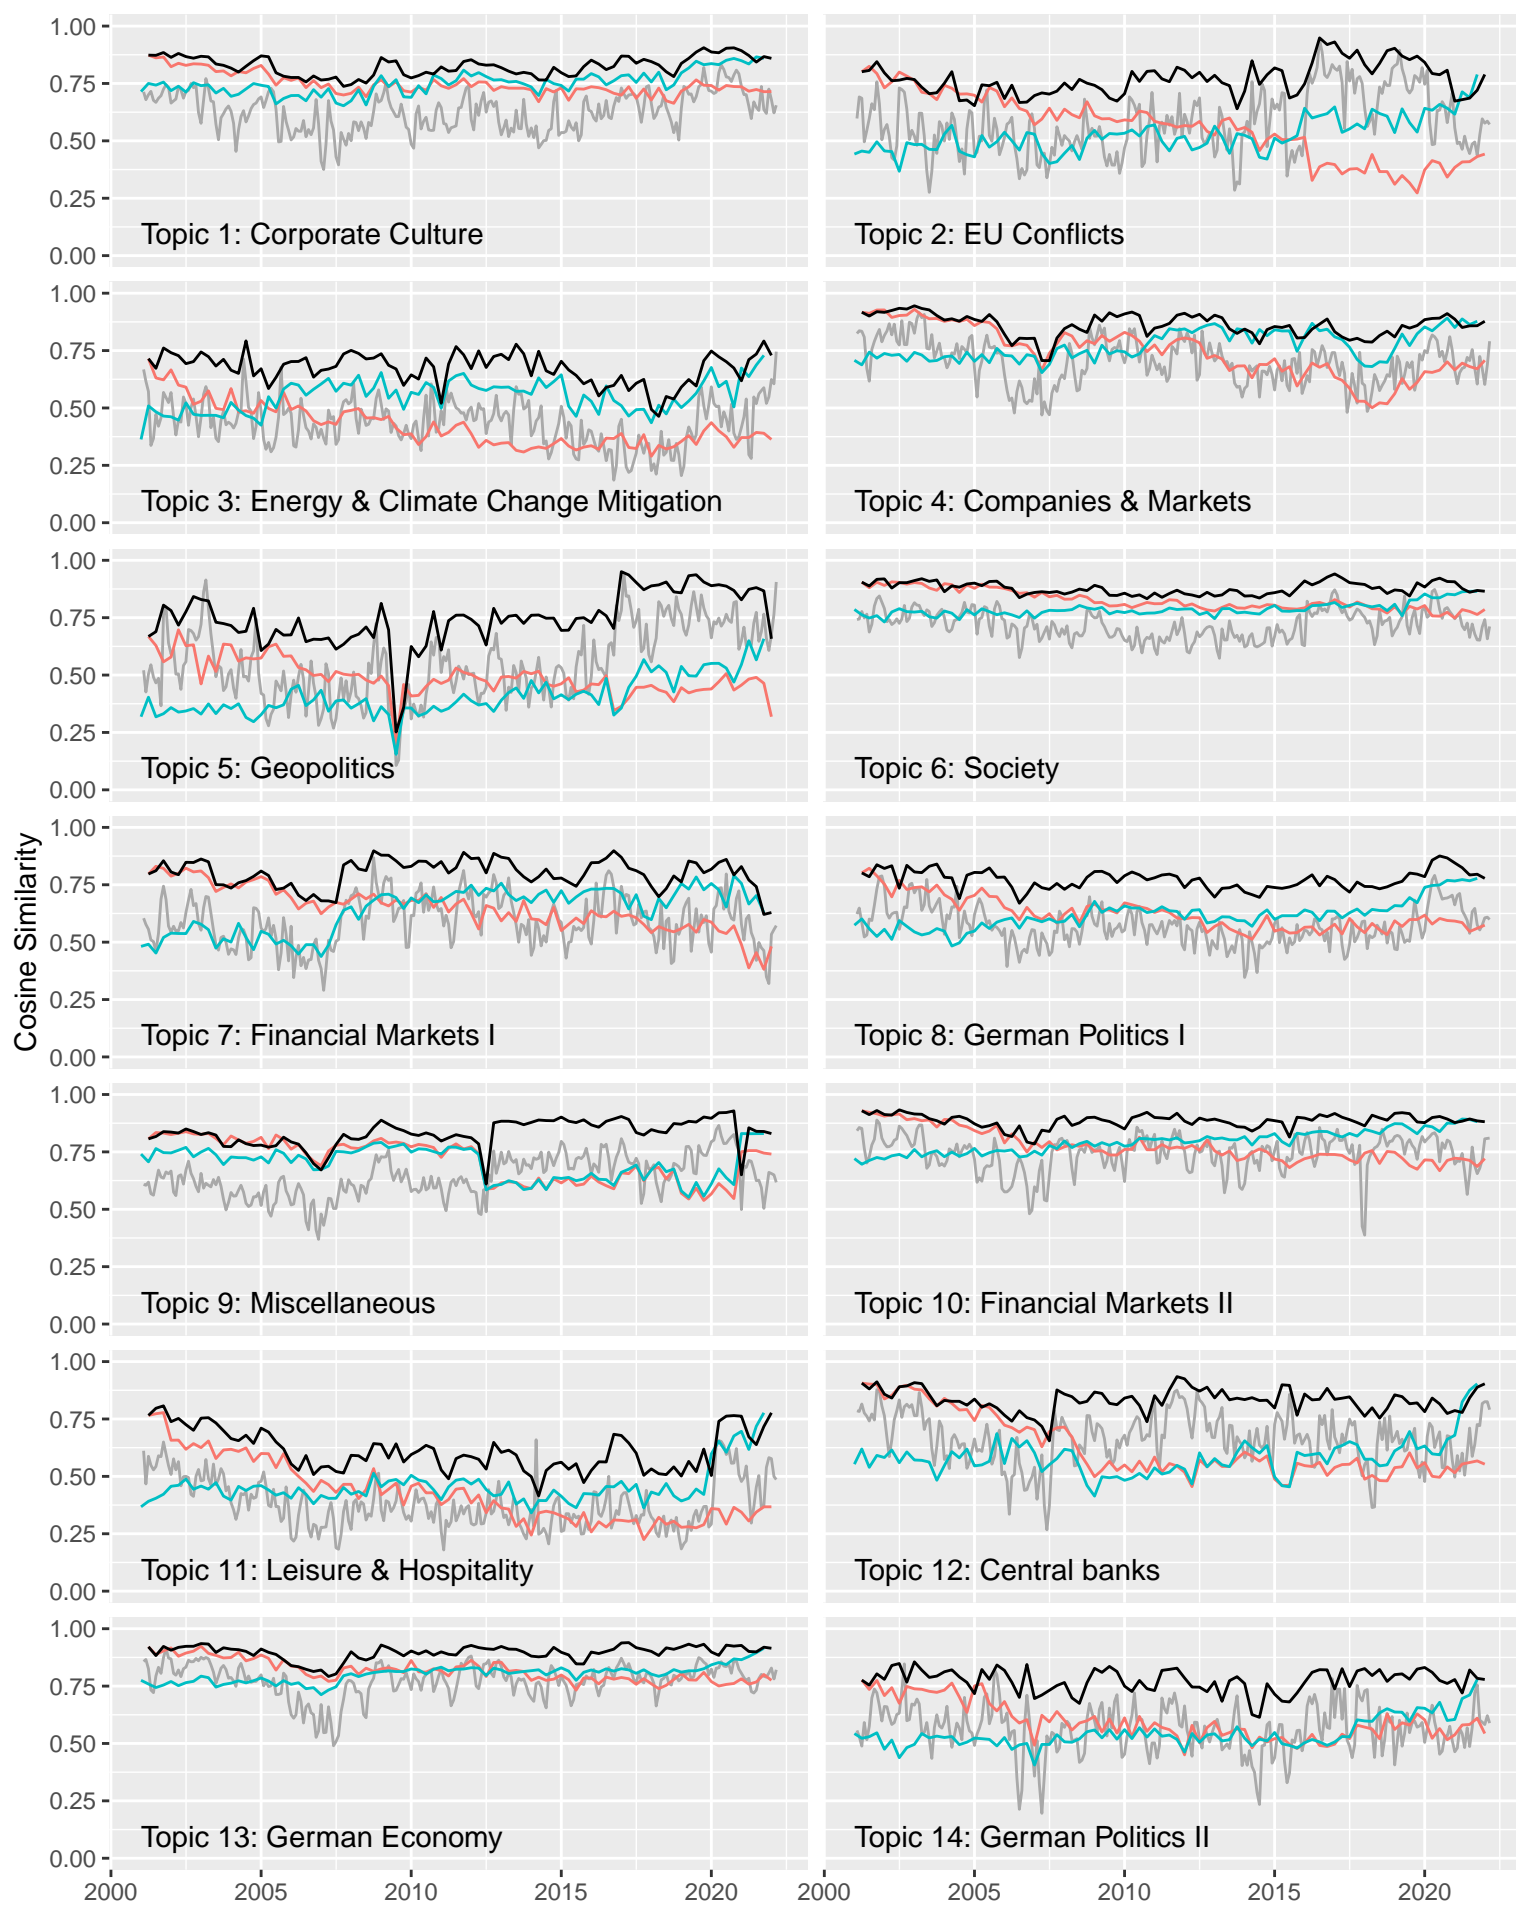 Cosine Similarity
1.00
0.75
0.50
0.25
0.00
Topic 1: Corporate Culture
Topic 2: EU Conflicts
1.00
0.75
0.50
0.25
0.00
Topic 3: Energy & Climate Change Mitigation
Topic 4: Companies & Markets
1.00
0.75
0.50
0.25
0.00
Topic 5: Geopolitics
Topic 6: Society
1.00
0.75
0.50
0.25
0.00
Topic 7: Financial Markets I
Topic 8: German Politics I
1.00
0.75
0.50
0.25
0.00
Topic 9: Miscellaneous
Topic 10: Financial Markets II
1.00
0.75
0.50
0.25
0.00
Topic 11: Leisure & Hospitality
Topic 12: Central banks
1.00
0.75
0.50
0.25
0.00
Topic 13: German Economy
Topic 14: German Politics II
2000 2005 2010 2015 2020
2000 2005 2010 2015 2020